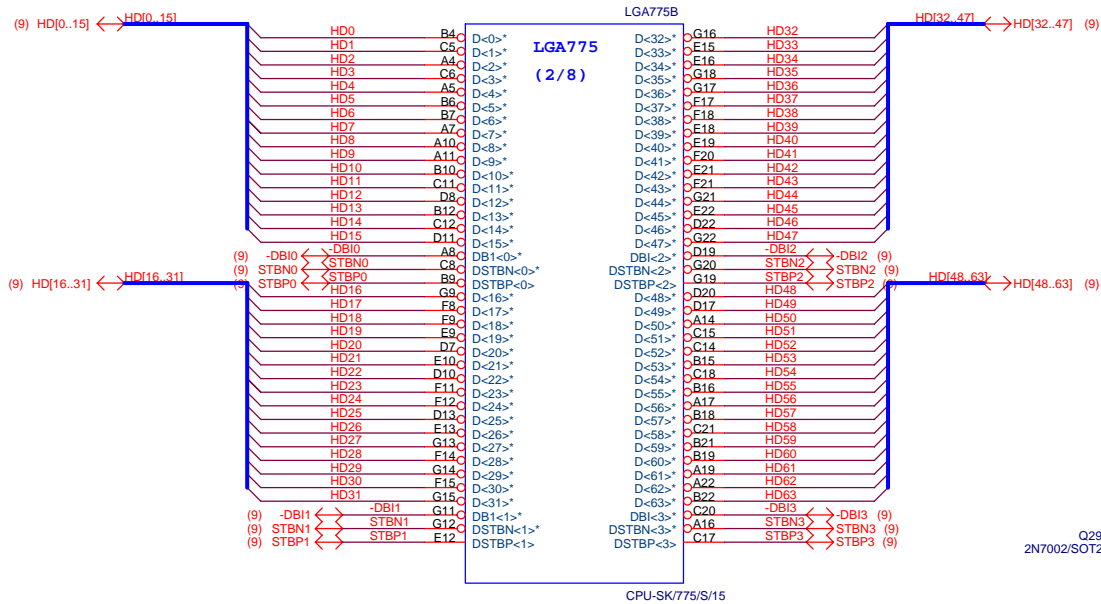 LGA775B
(9) HD[0..15] HD[0..15] HD[32..47] HD[32..47] (9)
LGA775
(2/8)
HD0 B4 D<0>* D<32>* G16 HD32
HD1 C5 D<1>* D<33>* E15 HD33
HD2 A4 D<2>* D<34>* E16 HD34
HD3 C6 D<3>* D<35>* G18 HD35
HD4 A5 D<4>* D<36>* G17 HD36
HD5 B6 D<5>* D<37>* F17 HD37
HD6 B7 D<6>* D<38>* F18 HD38
HD7 A7 D<7>* D<39>* E18 HD39
HD8 A10 D<8>* D<40>* E19 HD40
HD9 A11 D<9>* D<41>* F20 HD41
HD10 B10 D<10>* D<42>* E21 HD42
HD11 C11 D<11>* D<43>* F21 HD43
HD12 D8 D<12>* D<44>* G21 HD44
HD13 B12 D<13>* D<45>* E22 HD45
HD14 C12 D<14>* D<46>* D22 HD46
HD15 D11 D<15>* D<47>* G22 HD47
(9) -DBI0 -DBI0 A8 DB1<0>* DBI<2>* D19 -DBI2 -DBI2 (9)
(9) STBN0 STBN0 C8 DSTBN<0>* DSTBN<2>* G20 STBN2 STBN2 (9)
(9) STBP0 STBP0 B9 DSTBP<0> DSTBP<2> G19 STBP2 STBP2 (9)
(9) HD[16..31] HD[16..31] HD[48..63] HD[48..63] (9)
HD16 G9 D<16>* D<48>* D20 HD48
HD17 F8 D<17>* D<49>* D17 HD49
HD18 F9 D<18>* D<50>* A14 HD50
HD19 E9 D<19>* D<51>* C15 HD51
HD20 D7 D<20>* D<52>* C14 HD52
HD21 E10 D<21>* D<53>* B15 HD53
HD22 D10 D<22>* D<54>* C18 HD54
HD23 F11 D<23>* D<55>* B16 HD55
HD24 F12 D<24>* D<56>* A17 HD56
HD25 D13 D<25>* D<57>* B18 HD57
HD26 E13 D<26>* D<58>* C21 HD58
HD27 G13 D<27>* D<59>* B21 HD59
HD28 F14 D<28>* D<60>* B19 HD60
HD29 G14 D<29>* D<61>* A19 HD61
HD30 F15 D<30>* D<62>* A22 HD62
HD31 G15 D<31>* D<63>* B22 HD63
(9) -DBI1 -DBI1 G11 DB1<1>* DBI<3>* C20 -DBI3 -DBI3 (9)
(9) STBN1 STBN1 G12 DSTBN<1>* DSTBN<3>* A16 STBN3 STBN3 (9)
(9) STBP1 STBP1 E12 DSTBP<1> DSTBP<3> C17 STBP3 STBP3 (9)
Q29
2N7002/SOT2
CPU-SK/775/S/15